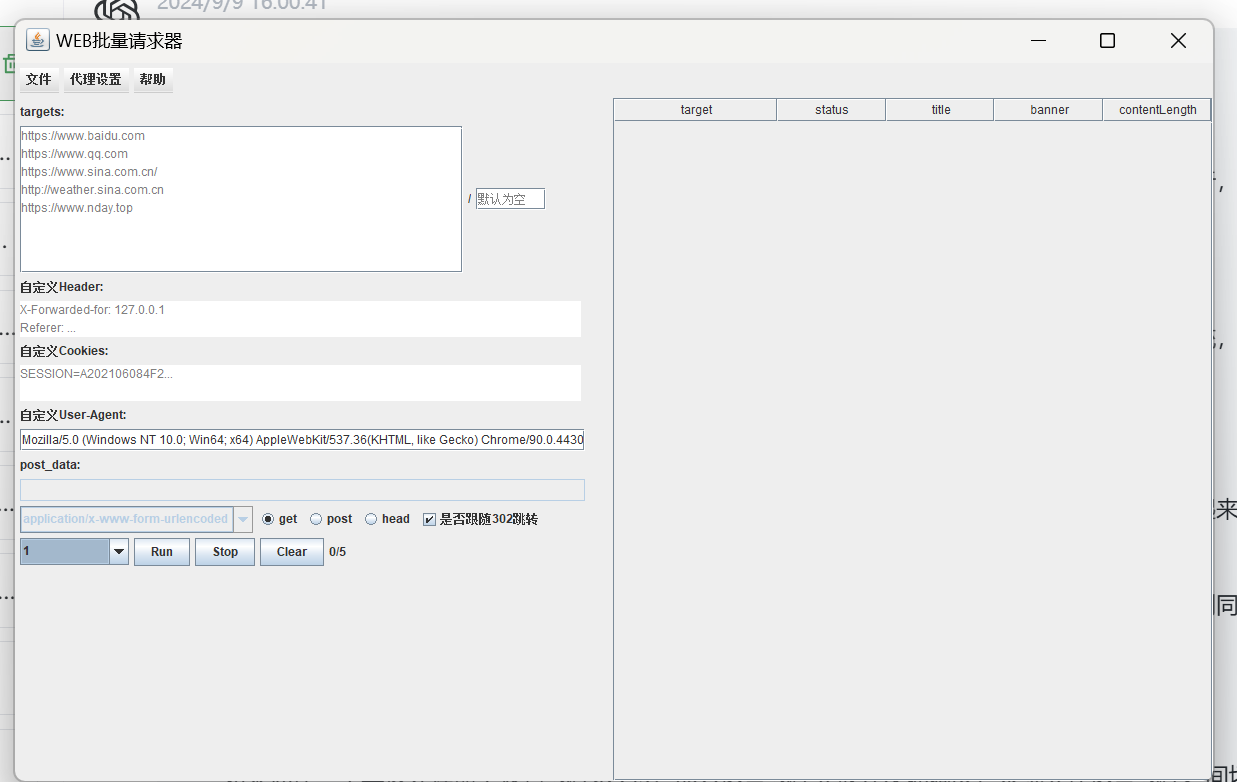 2024/9/9 16:00:41
WEB批量请求器
文件 代理设置 帮助
targets:
https://www.baidu.com
https://www.qq.com
https://www.sina.com.cn/
http://weather.sina.com.cn
https://www.nday.top
/ 默认为空
自定义Header:
X-Forwarded-for: 127.0.0.1
Referer: ...
自定义Cookies:
SESSION=A202106084F2...
自定义User-Agent:
Mozilla/5.0 (Windows NT 10.0; Win64; x64) AppleWebKit/537.36(KHTML, like Gecko) Chrome/90.0.4430
post_data:
application/x-www-form-urlencoded get post head 是否跟随302跳转
1 Run Stop Clear 0/5
target status title banner contentLength
来
同